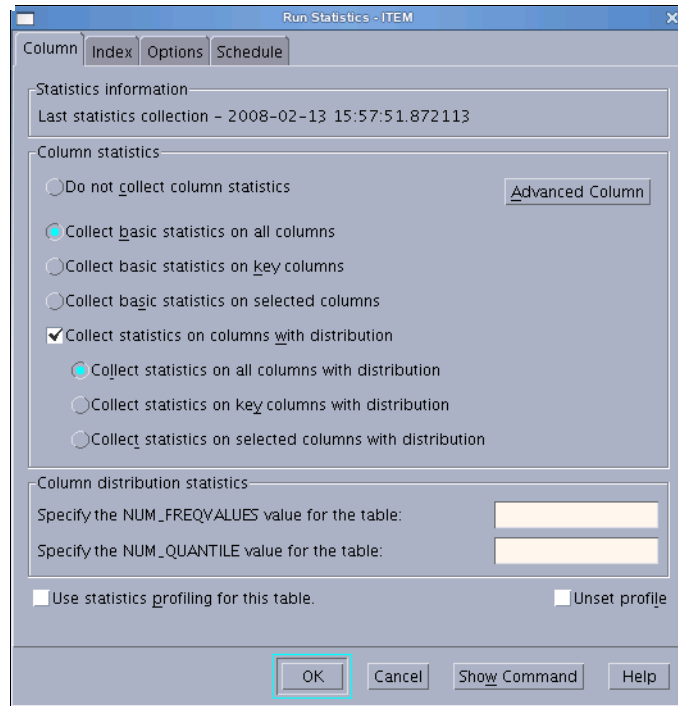 Run Statistics - ITEM
Column Index Options Schedule
Statistics information
Last statistics collection - 2008-02-13 15:57:51.872113
Column statistics
Do not collect column statistics
Advanced Column
Collect basic statistics on all columns
Collect basic statistics on key columns
Collect basic statistics on selected columns
Collect statistics on columns with distribution
Collect statistics on all columns with distribution
Collect statistics on key columns with distribution
Collect statistics on selected columns with distribution
Column distribution statistics
Specify the NUM_FREQVALUES value for the table:
Specify the NUM_QUANTILE value for the table:
Use statistics profiling for this table. Unset profile
OK Cancel Show Command Help